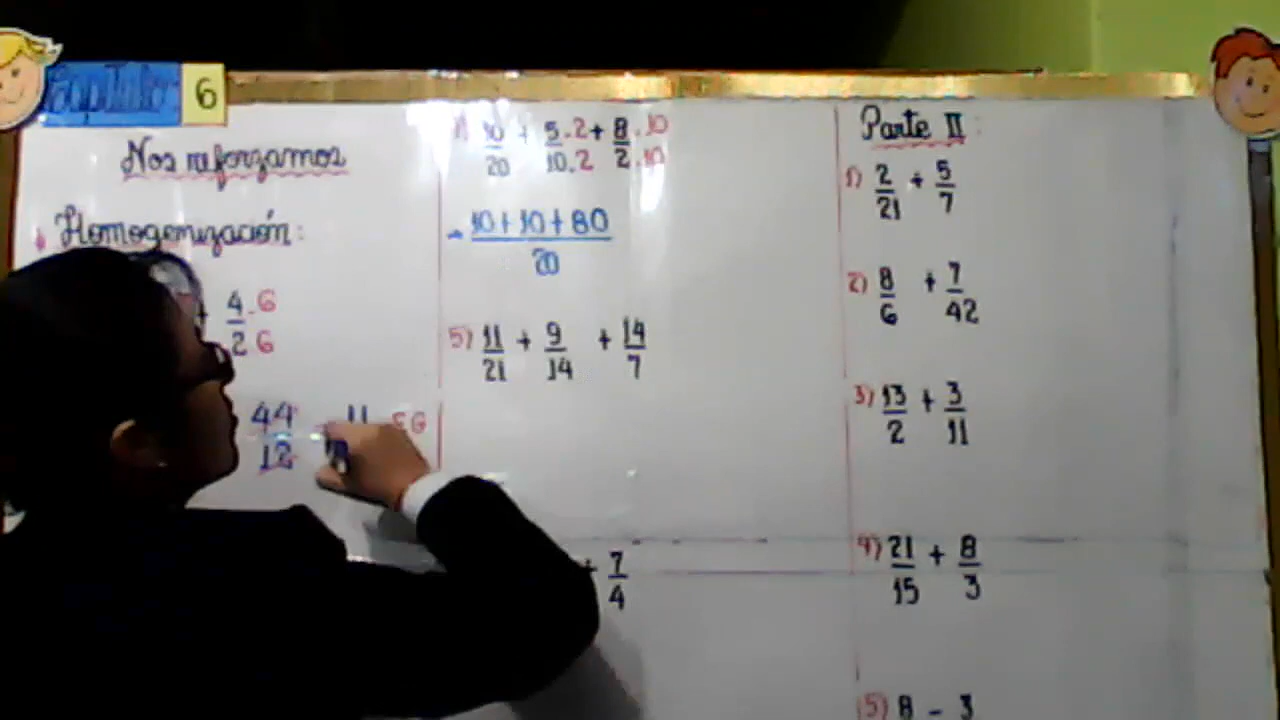 Capítulo 6
Nos reforzamos
Homogenización:
+ 4/2 .6 .6
44/12 = 11
10/20 + 5/10 .2 .2 + 8/2 .10 .10
= 10+10+80/20
5) 11/21 + 9/14 + 14/7
+ 7/4
Parte II:
1) 2/21 + 5/7
2) 8/6 + 7/42
3) 13/2 + 3/11
4) 21/15 + 8/3
5) 8 - 3